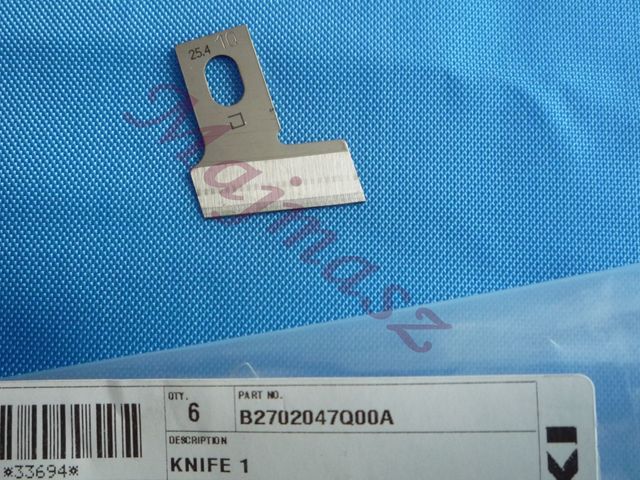 25.4 10
Majmasz
QTY.
6
PART NO.
B2702047Q00A
DESCRIPTION
KNIFE 1
*33694*